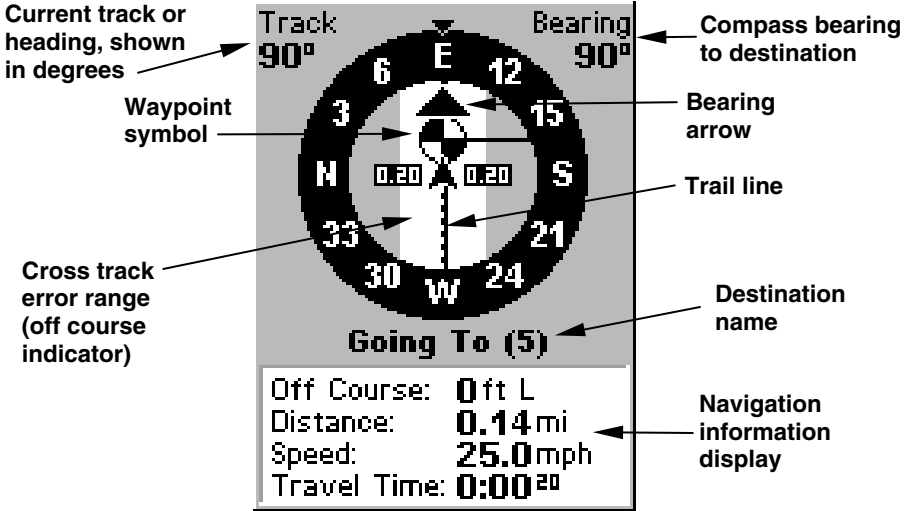 Current track or
heading, shown
in degrees
Track
90°
Bearing
90°
Compass bearing
to destination
Waypoint
symbol
Bearing
arrow
E
12
15
S
21
24
W
30
33
N
3
6
0.20
0.20
Trail line
Cross track
error range
(off course
indicator)
Going To (5)
Destination
name
Off Course: 0 ft L
Distance: 0.14 mi
Speed: 25.0 mph
Travel Time: 0:00 20
Navigation
information
display